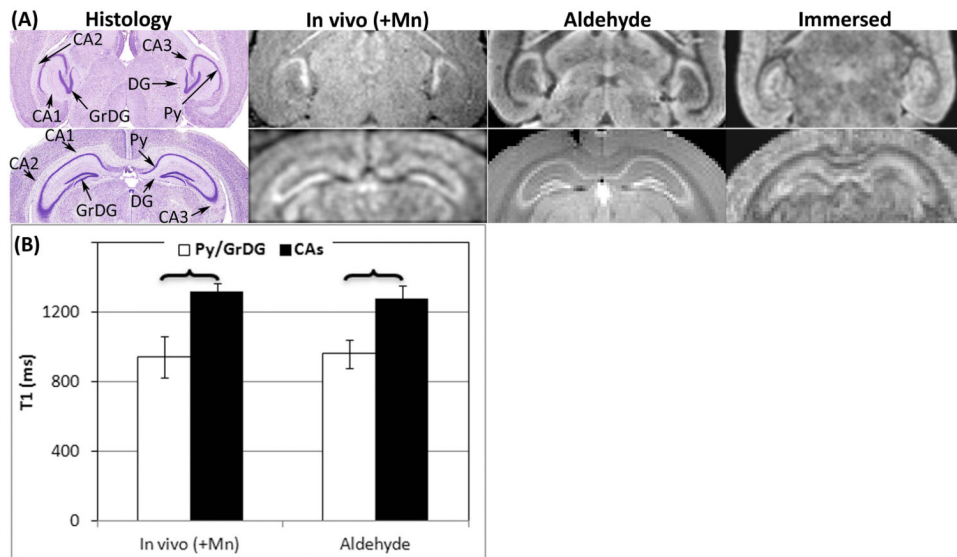 (A) Histology In vivo (+Mn) Aldehyde Immersed
CA2 CA3
DG
CA1 GrDG Py
CA1 Py
CA2
GrDG DG CA3
(B)
Py/GrDG CAs
1200
800
400
0
T1 (ms)
In vivo (+Mn) Aldehyde